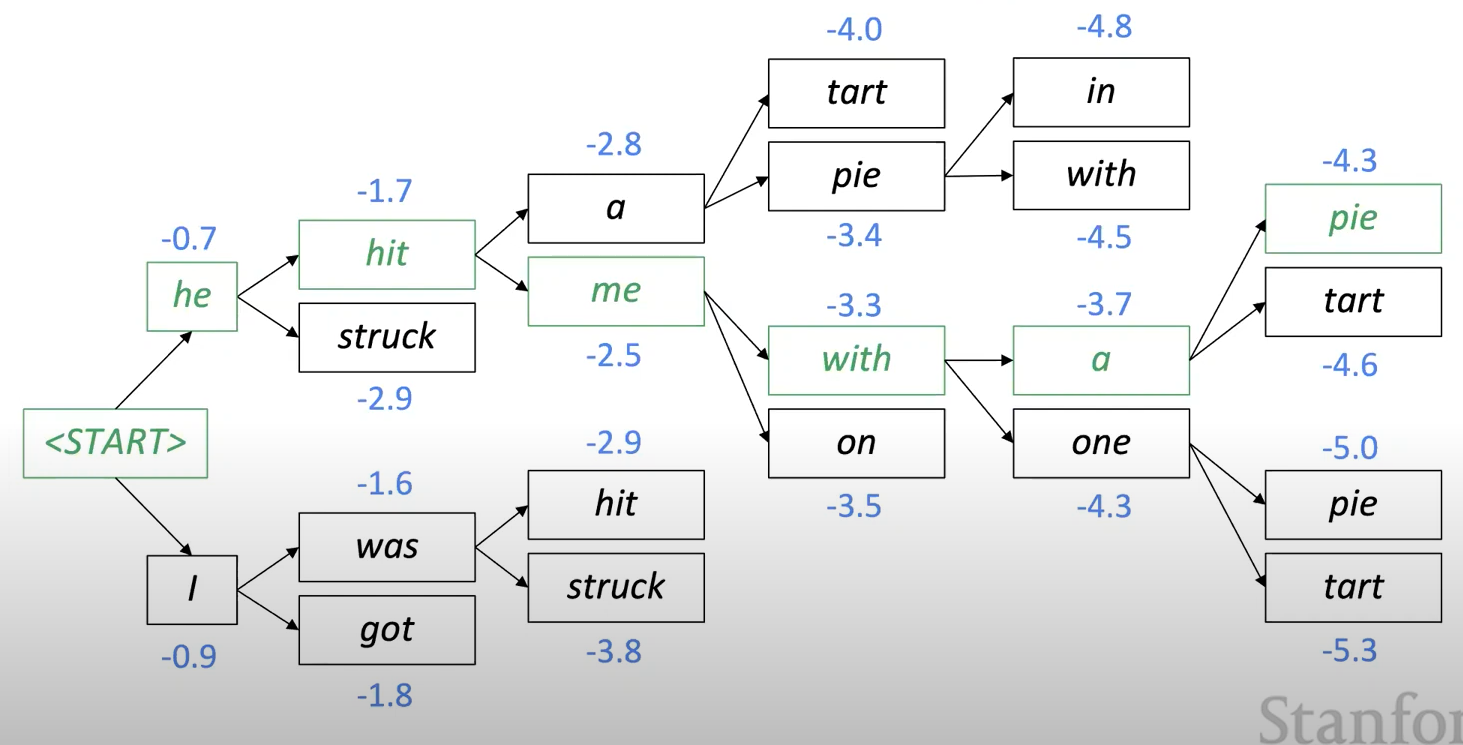 -4.0
-4.8
tart
in
-2.8
-4.3
-1.7
a
pie
with
pie
-0.7
hit
-3.4
-4.5
he
me
-3.3
-3.7
tart
struck
-2.5
with
a
-4.6
-2.9
<START>
-2.9
on
one
-5.0
-1.6
hit
-3.5
-4.3
pie
was
I
struck
tart
got
-0.9
-3.8
-5.3
-1.8